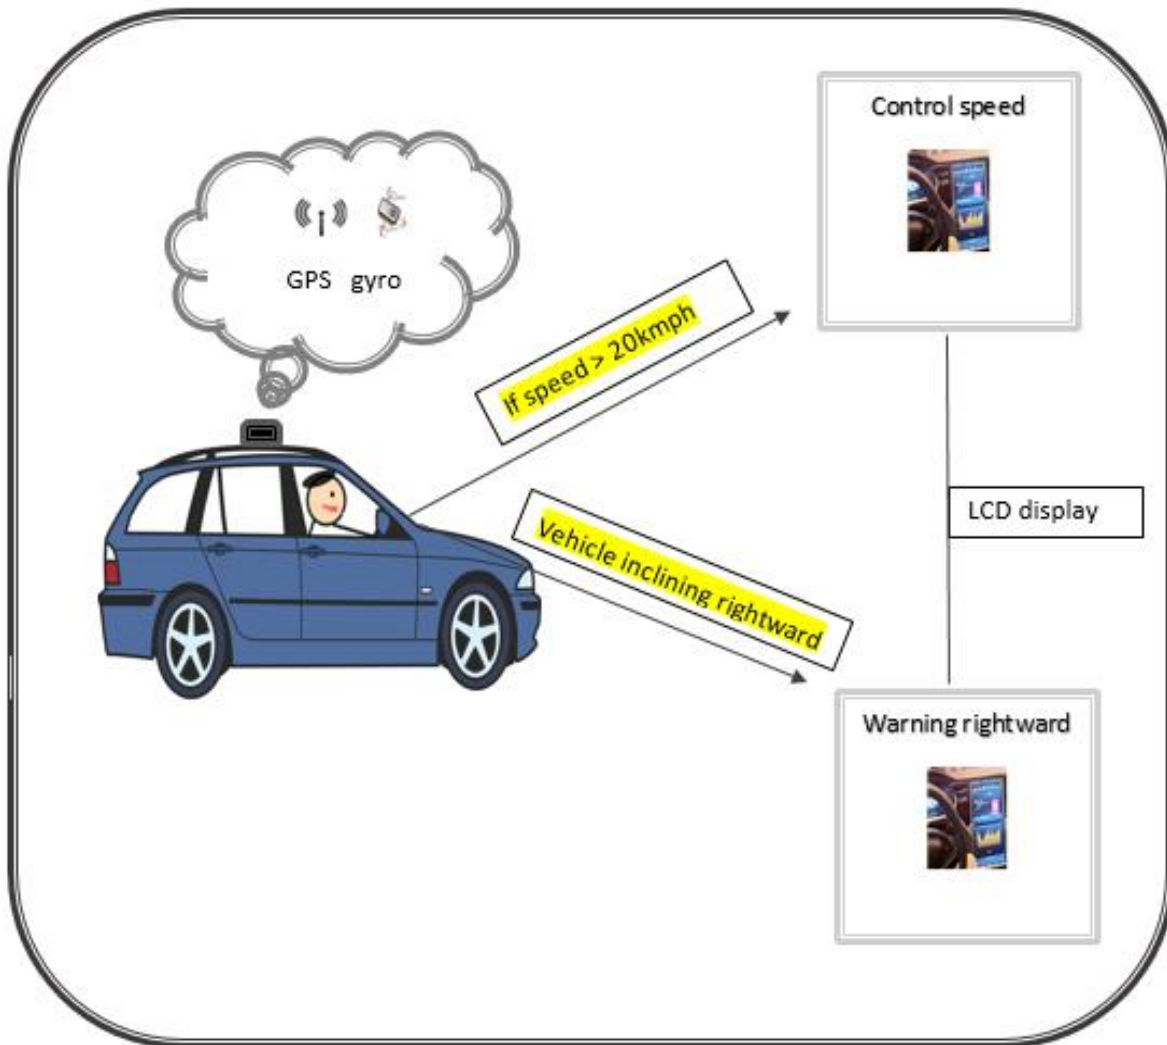 Control speed
GPS gyro
If speed > 20kmph
Vehicle inclining rightward
LCD display
Warning rightward